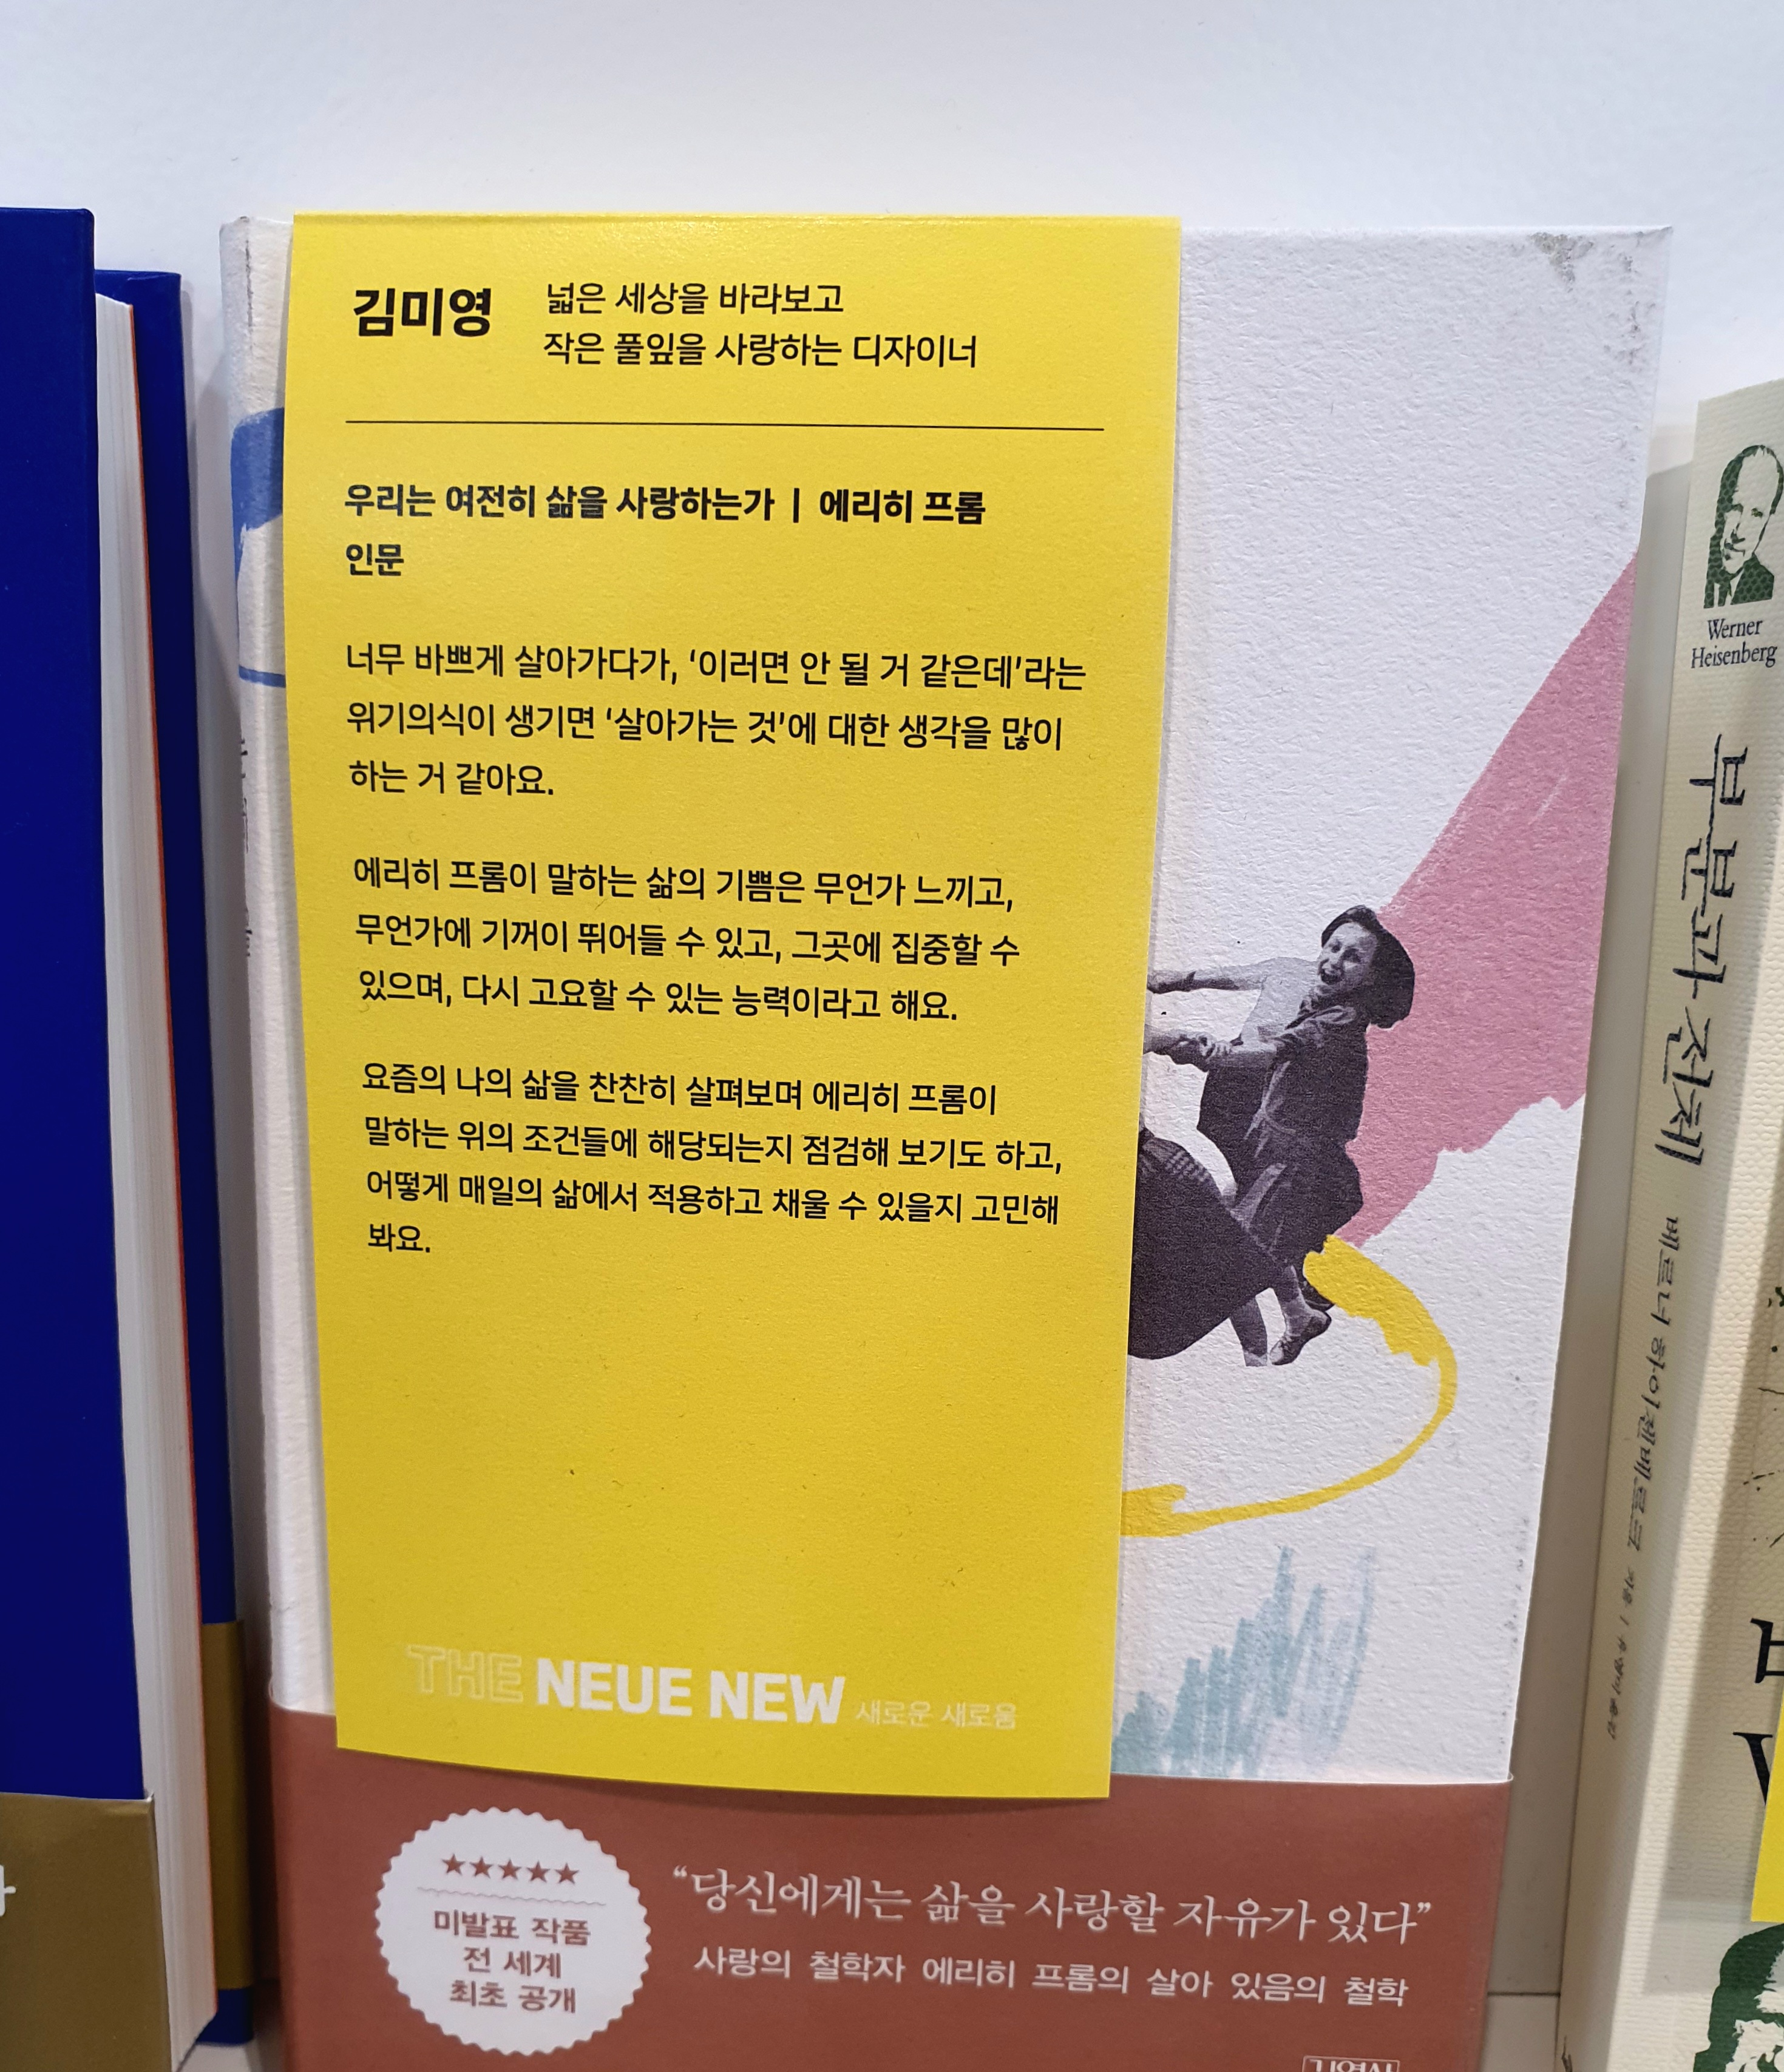 김미영
넓은 세상을 바라보고
작은 풀잎을 사랑하는 디자이너
우리는 여전히 삶을 사랑하는가 | 에리히 프롬
인문
너무 바쁘게 살아가다가, ‘이러면 안 될 거 같은데’라는
위기의식이 생기면 ‘살아가는 것’에 대한 생각을 많이
하는 거 같아요.
에리히 프롬이 말하는 삶의 기쁨은 무언가 느끼고,
무언가에 기꺼이 뛰어들 수 있고, 그곳에 집중할 수
있으며, 다시 고요할 수 있는 능력이라고 해요.
요즘의 나의 삶을 찬찬히 살펴보며 에리히 프롬이
말하는 위의 조건들에 해당되는지 점검해 보기도 하고,
어떻게 매일의 삶에서 적용하고 채울 수 있을지 고민해
봐요.
THE NEUE NEW 새로운 새로움
★★★★★
미발표 작품
전 세계
최초 공개
“당신에게는 삶을 사랑할 자유가 있다”
사랑의 철학자 에리히 프롬의 살아 있음의 철학
Werner
Heisenberg
부분과 전체 베르너 하이젠베르크 지음